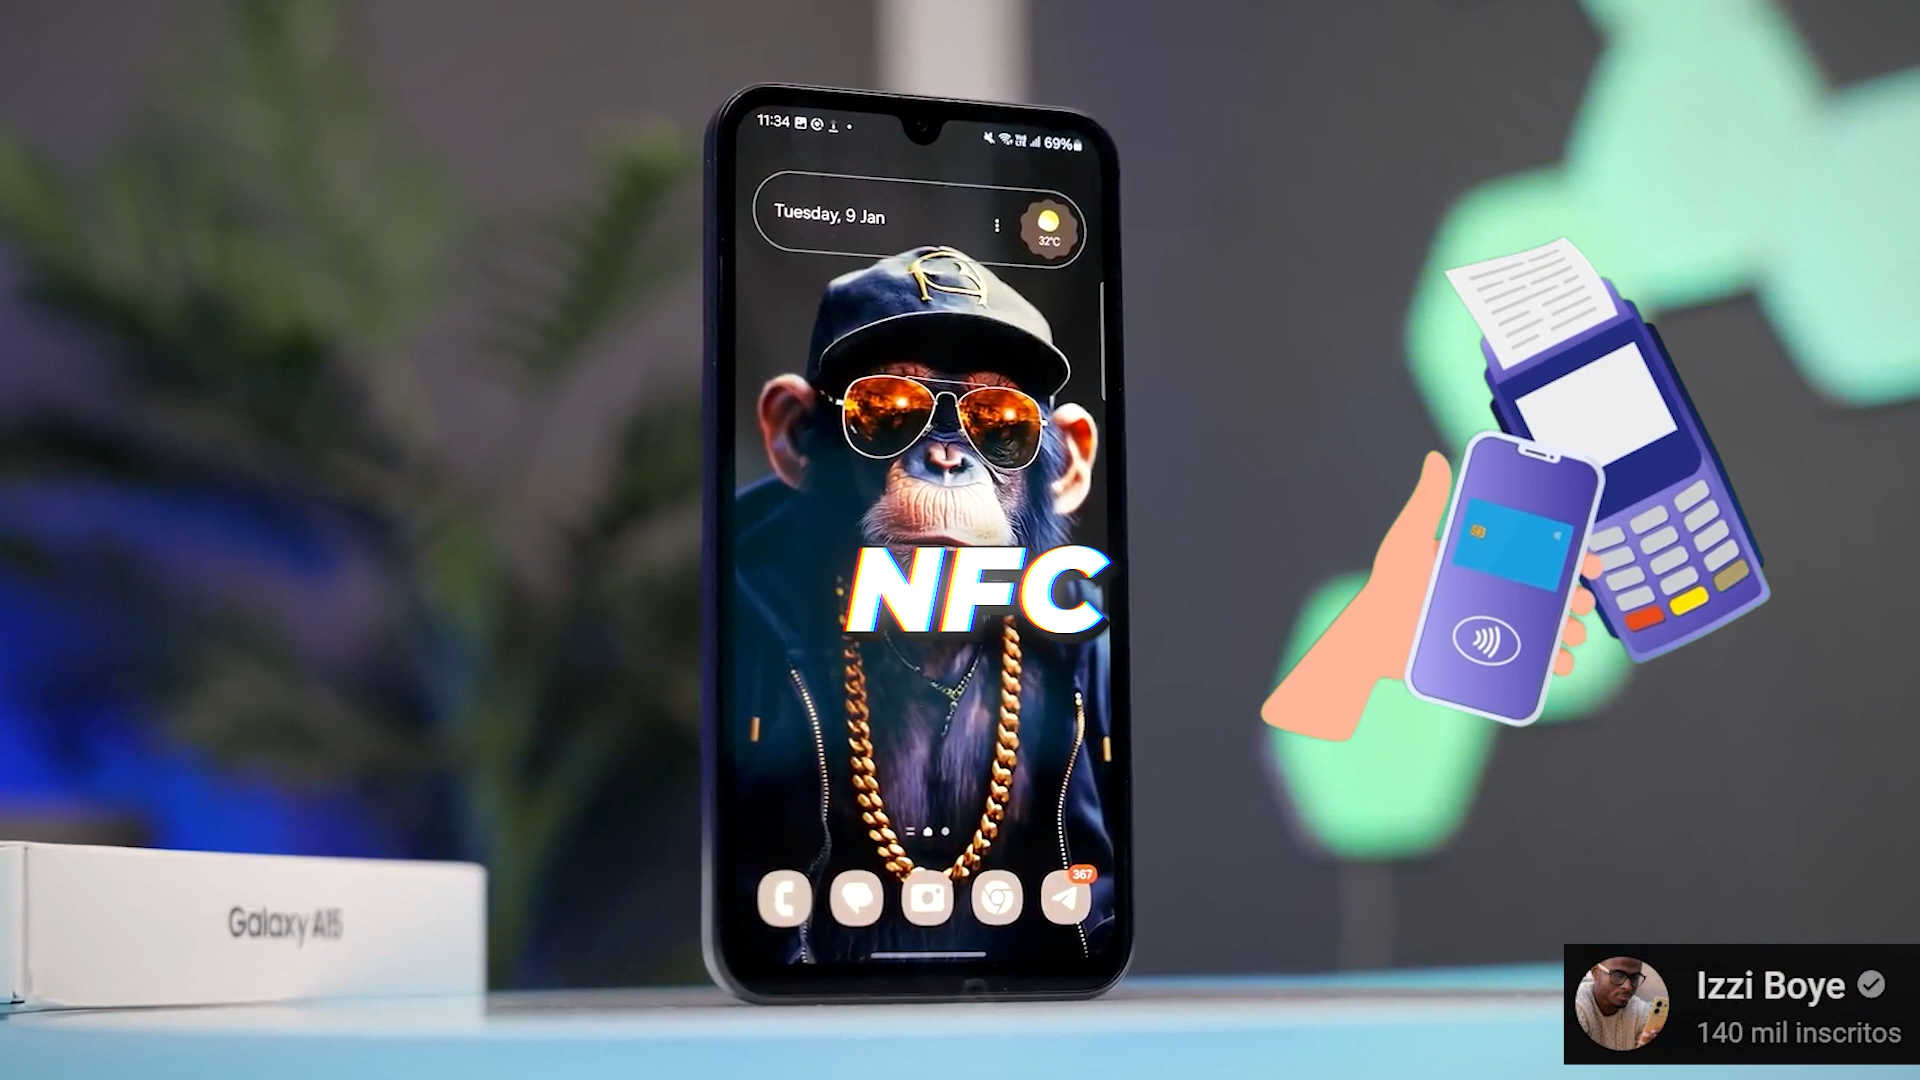 11:34
69%
Tuesday, 9 Jan
32°C
NFC
367
Galaxy A15
Izzi Boye
140 mil inscritos